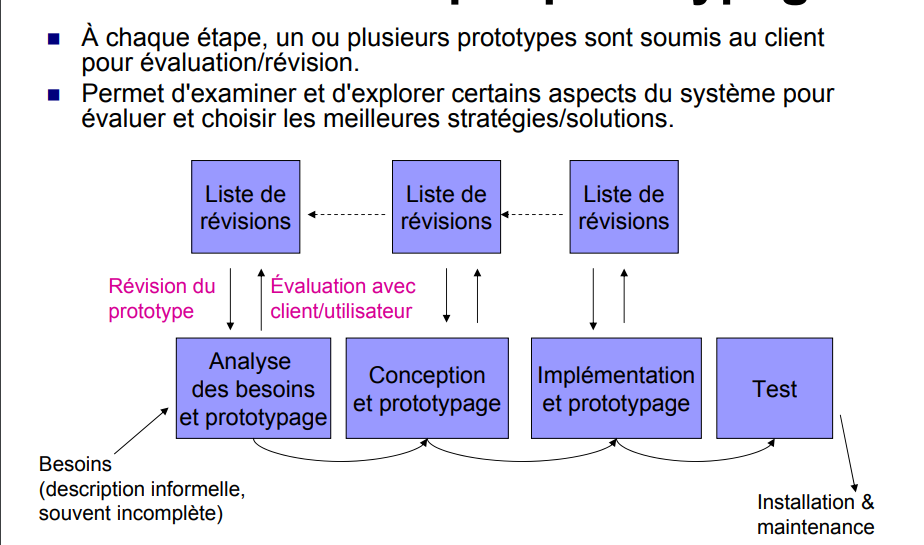 À chaque étape, un ou plusieurs prototypes sont soumis au client
pour évaluation/révision.
Permet d'examiner et d'explorer certains aspects du système pour
évaluer et choisir les meilleures stratégies/solutions.
Liste de
révisions
Liste de
révisions
Liste de
révisions
Révision du
prototype
Évaluation avec
client/utilisateur
Analyse
des besoins
et prototypage
Conception
et prototypage
Implémentation
et prototypage
Test
Besoins
(description informelle,
souvent incomplète)
Installation &
maintenance